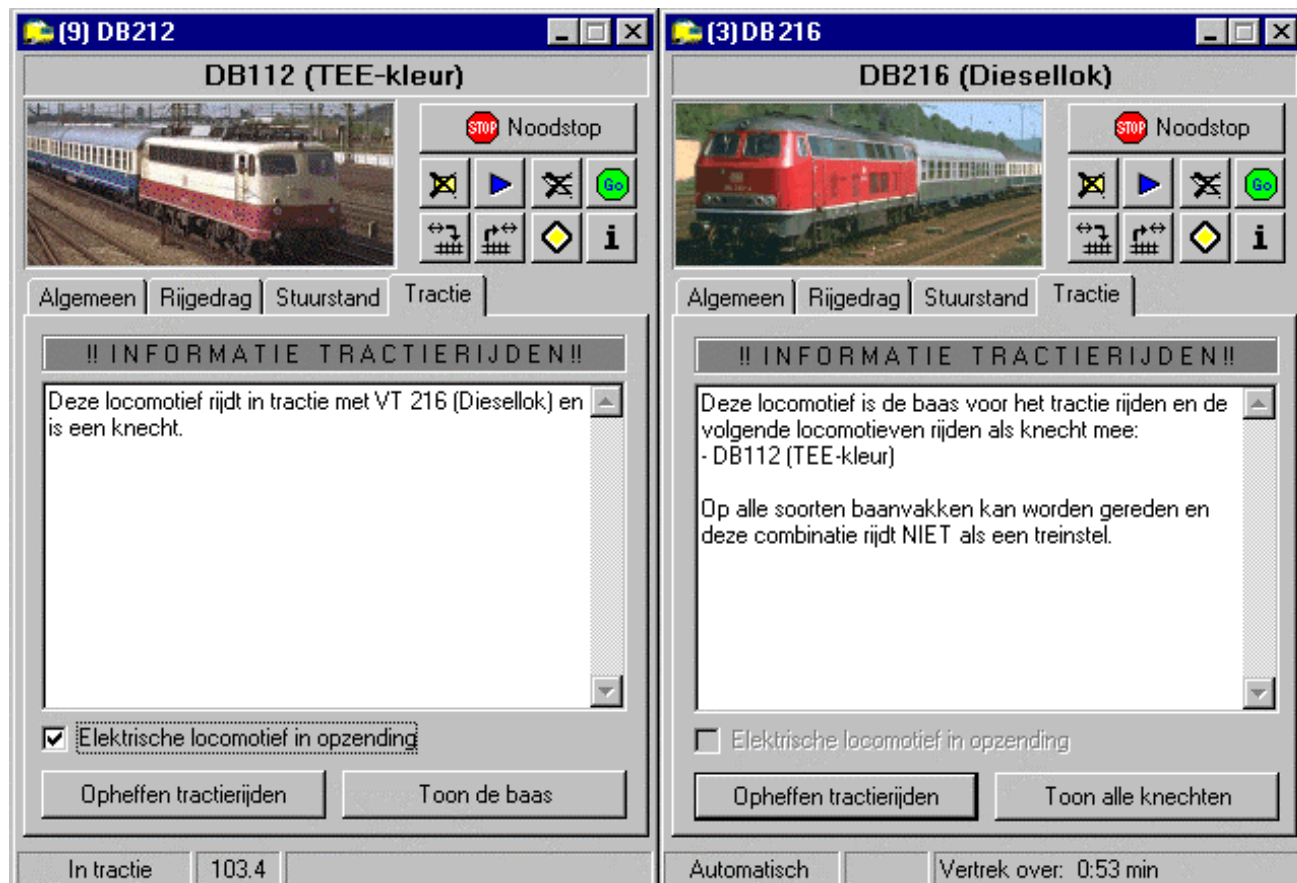 (9) DB212
DB112 (TEE-kleur)
STOP Noodstop
Go
i
Algemeen Rijgedrag Stuurstand Tractie
!! INFORMATIE TRACTIERIJDEN!!
Deze locomotief rijdt in tractie met VT 216 (Diesellok) en
is een knecht.
Elektrische locomotief in opzending
Opheffen tractierijden Toon de baas
In tractie 103.4
(3) DB216
DB216 (Diesellok)
STOP Noodstop
Go
i
Algemeen Rijgedrag Stuurstand Tractie
!! INFORMATIE TRACTIERIJDEN!!
Deze locomotief is de baas voor het tractie rijden en de
volgende locomotieven rijden als knecht mee:
- DB112 (TEE-kleur)
Op alle soorten baanvakken kan worden gereden en
deze combinatie rijdt NIET als een treinstel.
Elektrische locomotief in opzending
Opheffen tractierijden Toon alle knechten
Automatisch Vertrek over: 0:53 min